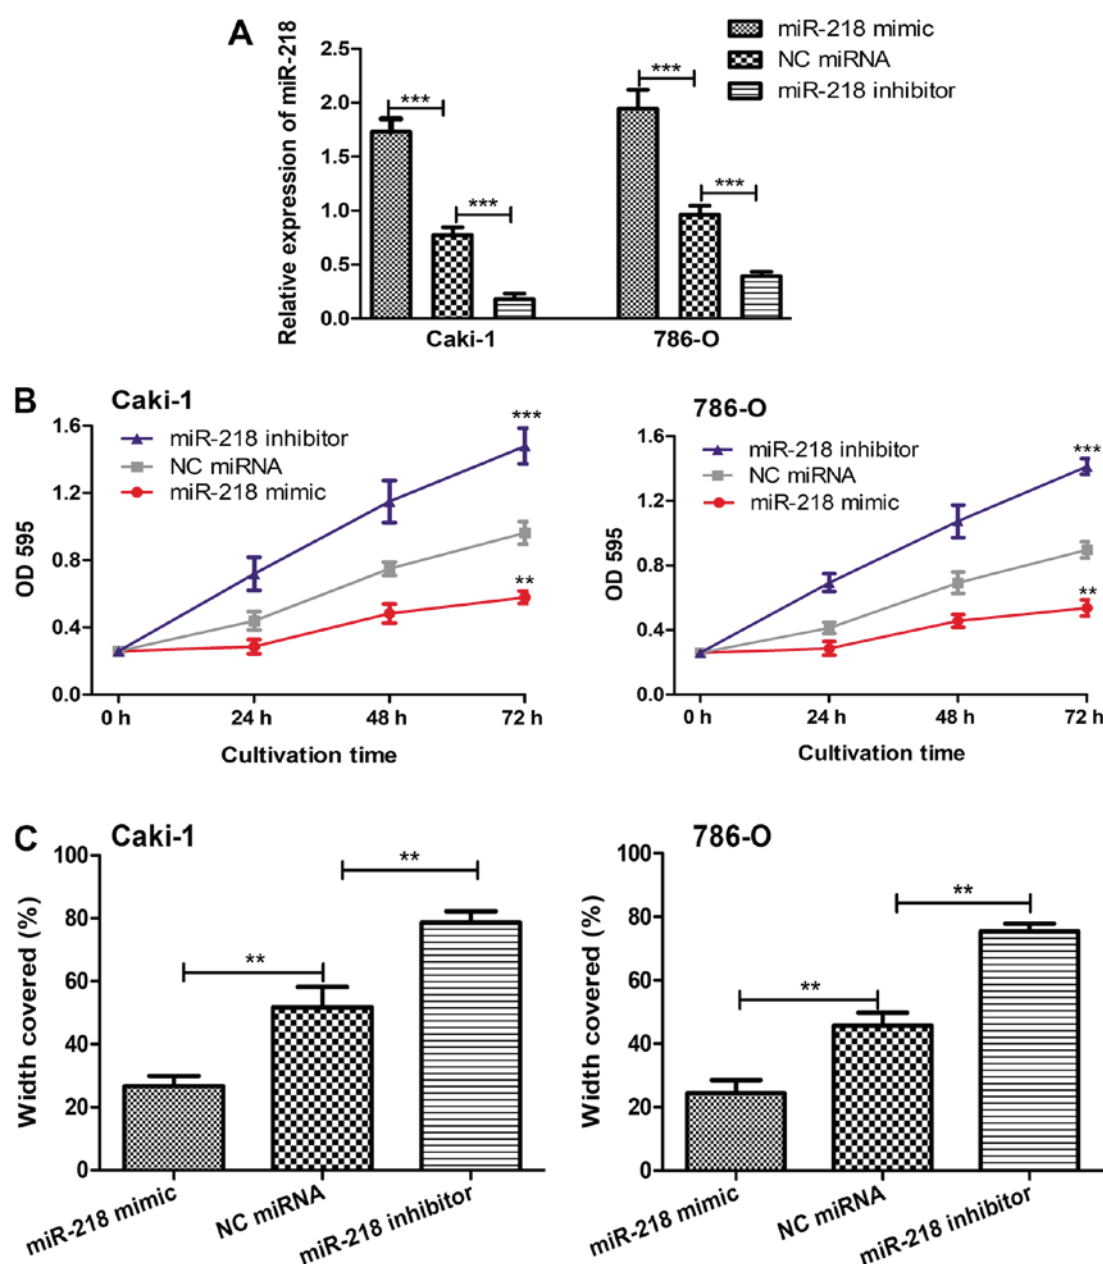 A
miR-218 mimic
NC miRNA
miR-218 inhibitor
Relative expression of miR-218
2.5
2.0
1.5
1.0
0.5
0.0
***
***
***
***
Caki-1
786-O
B
Caki-1
miR-218 inhibitor
NC miRNA
miR-218 mimic
OD 595
1.6
1.2
0.8
0.4
0.0
***
**
0 h 24 h 48 h 72 h
Cultivation time
786-O
miR-218 inhibitor
NC miRNA
miR-218 mimic
OD 595
1.6
1.2
0.8
0.4
0.0
***
**
0 h 24 h 48 h 72 h
Cultivation time
C
Caki-1
Width covered (%)
100
80
60
40
20
0
**
**
miR-218 mimic
NC miRNA
miR-218 inhibitor
786-O
Width covered (%)
100
80
60
40
20
0
**
**
miR-218 mimic
NC miRNA
miR-218 inhibitor